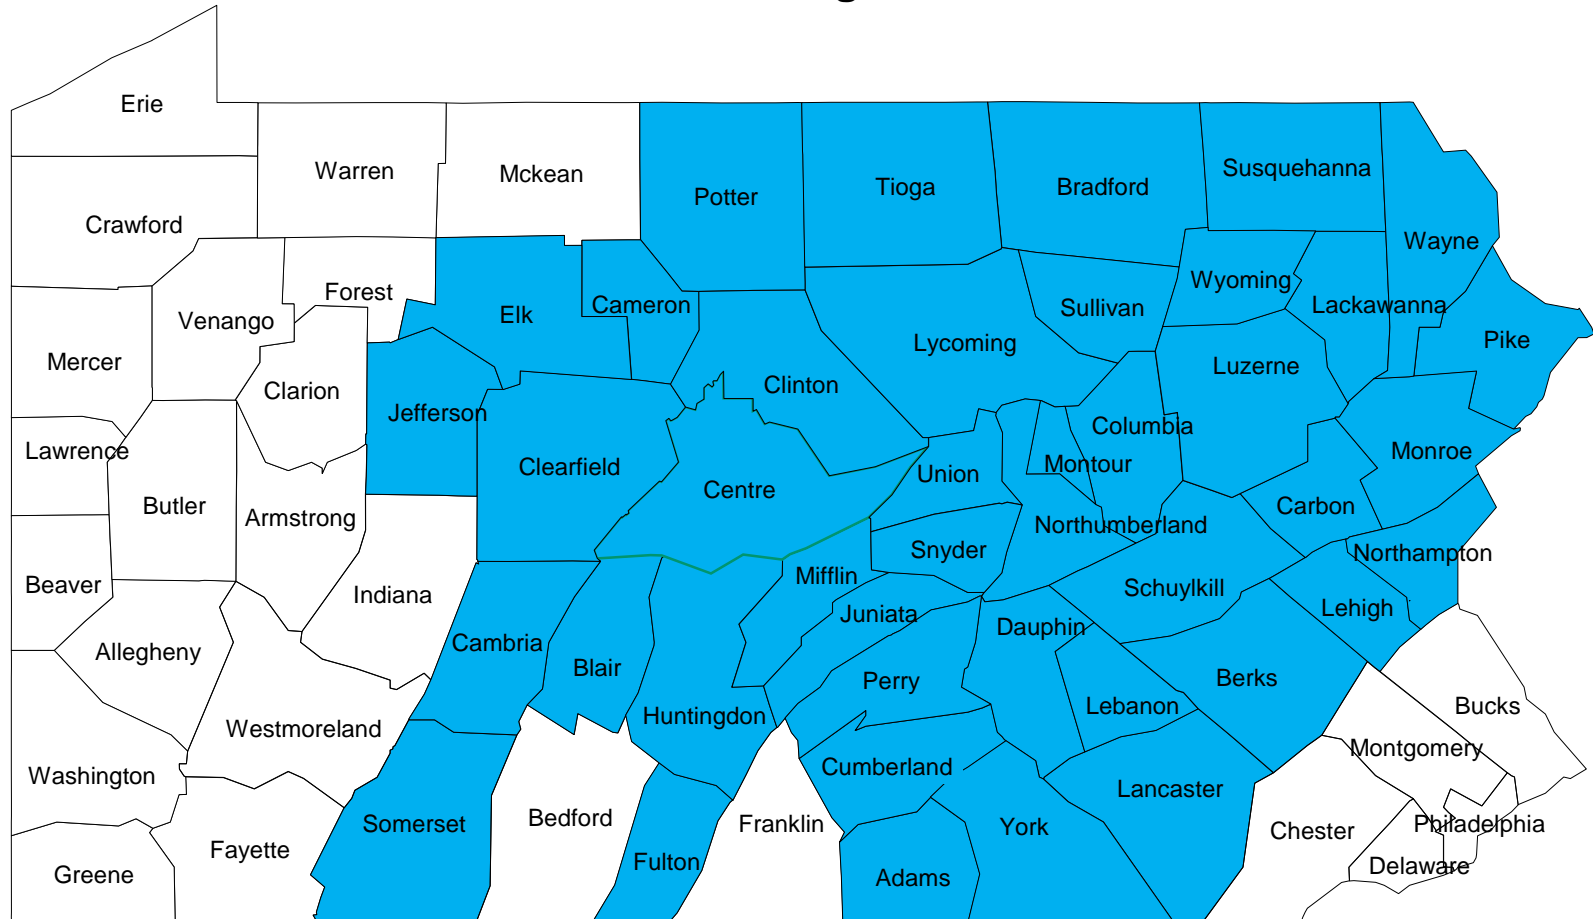 Erie
Warren
Mckean
Susquehanna
Potter
Tioga
Bradford
Crawford
Wayne
Wyoming
Forest
Cameron
Lackawanna
Venango
Elk
Sullivan
Lycoming
Pike
Mercer
Luzerne
Clarion
Clinton
Jefferson
Columbia
Lawrence
Clearfield
Montour
Monroe
Union
Centre
Butler
Armstrong
Carbon
Northumberland
Snyder
Northampton
Beaver
Mifflin
Indiana
Schuylkill
Lehigh
Juniata
Dauphin
Allegheny
Cambria
Blair
Perry
Berks
Lebanon
Bucks
Huntingdon
Westmoreland
Montgomery
Washington
Cumberland
Lancaster
Somerset
Bedford
Franklin
York
Chester
Philadelphia
Fayette
Fulton
Delaware
Greene
Adams